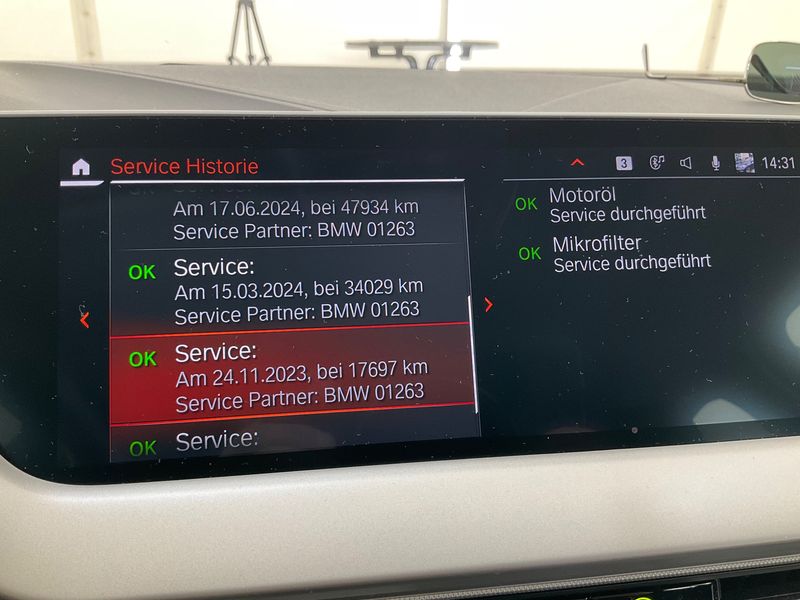 Service Historie
3
14:31
Am 17.06.2024, bei 47934 km
Service Partner: BMW 01263
OK Service:
Am 15.03.2024, bei 34029 km
Service Partner: BMW 01263
OK Service:
Am 24.11.2023, bei 17697 km
Service Partner: BMW 01263
OK Service:
OK Motoröl
Service durchgeführt
OK Mikrofilter
Service durchgeführt